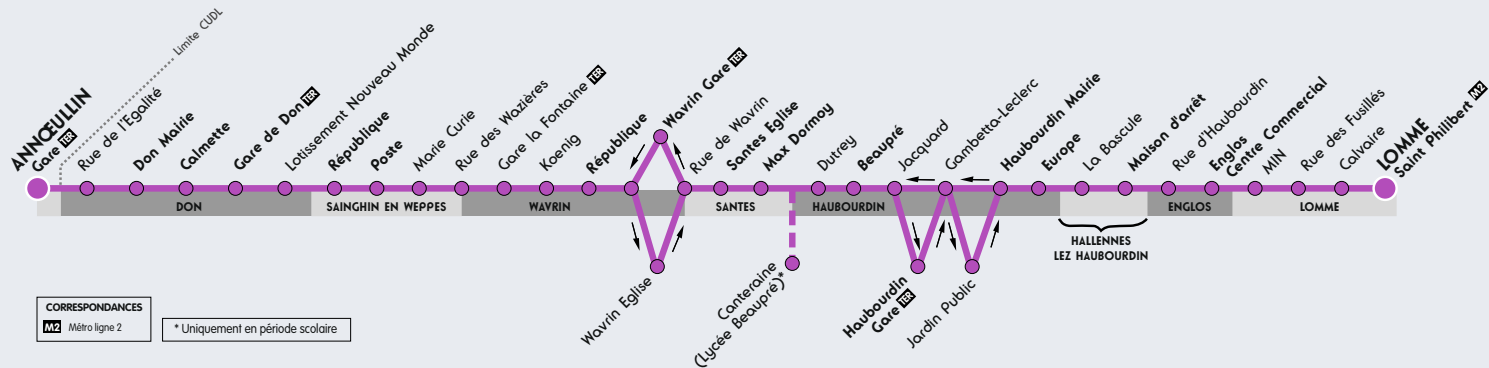 Limite CUDL
ANNŒULLIN
Gare TER
Rue de l'Egalité
Don Mairie
Calmette
Gare de Don TER
Lotissement Nouveau Monde
République
Poste
Marie Curie
Rue des Wazières
Gare la Fontaine TER
Koenig
République
Wavrin Gare TER
Rue de Wavrin
Santes Eglise
Max Dormoy
Dutrey
Beaupré
Jacquard
Gambetta-Leclerc
Haubourdin Mairie
Europe
La Bascule
Maison d'arrêt
Rue d'Haubourdin
Englos
Centre Commercial
MIN
Rue des Fusillés
Calvaire
LOMME
Saint Philibert M2
DON
SAINGHIN EN WEPPES
WAVRIN
SANTES
HAUBOURDIN
ENGLOS
LOMME
HALLENNES
LEZ HAUBOURDIN
Wavrin Eglise
Canteraine
(Lycée Beaupré)*
Haubourdin
Gare TER
Jardin Public
CORRESPONDANCES
M2 Métro ligne 2
* Uniquement en période scolaire